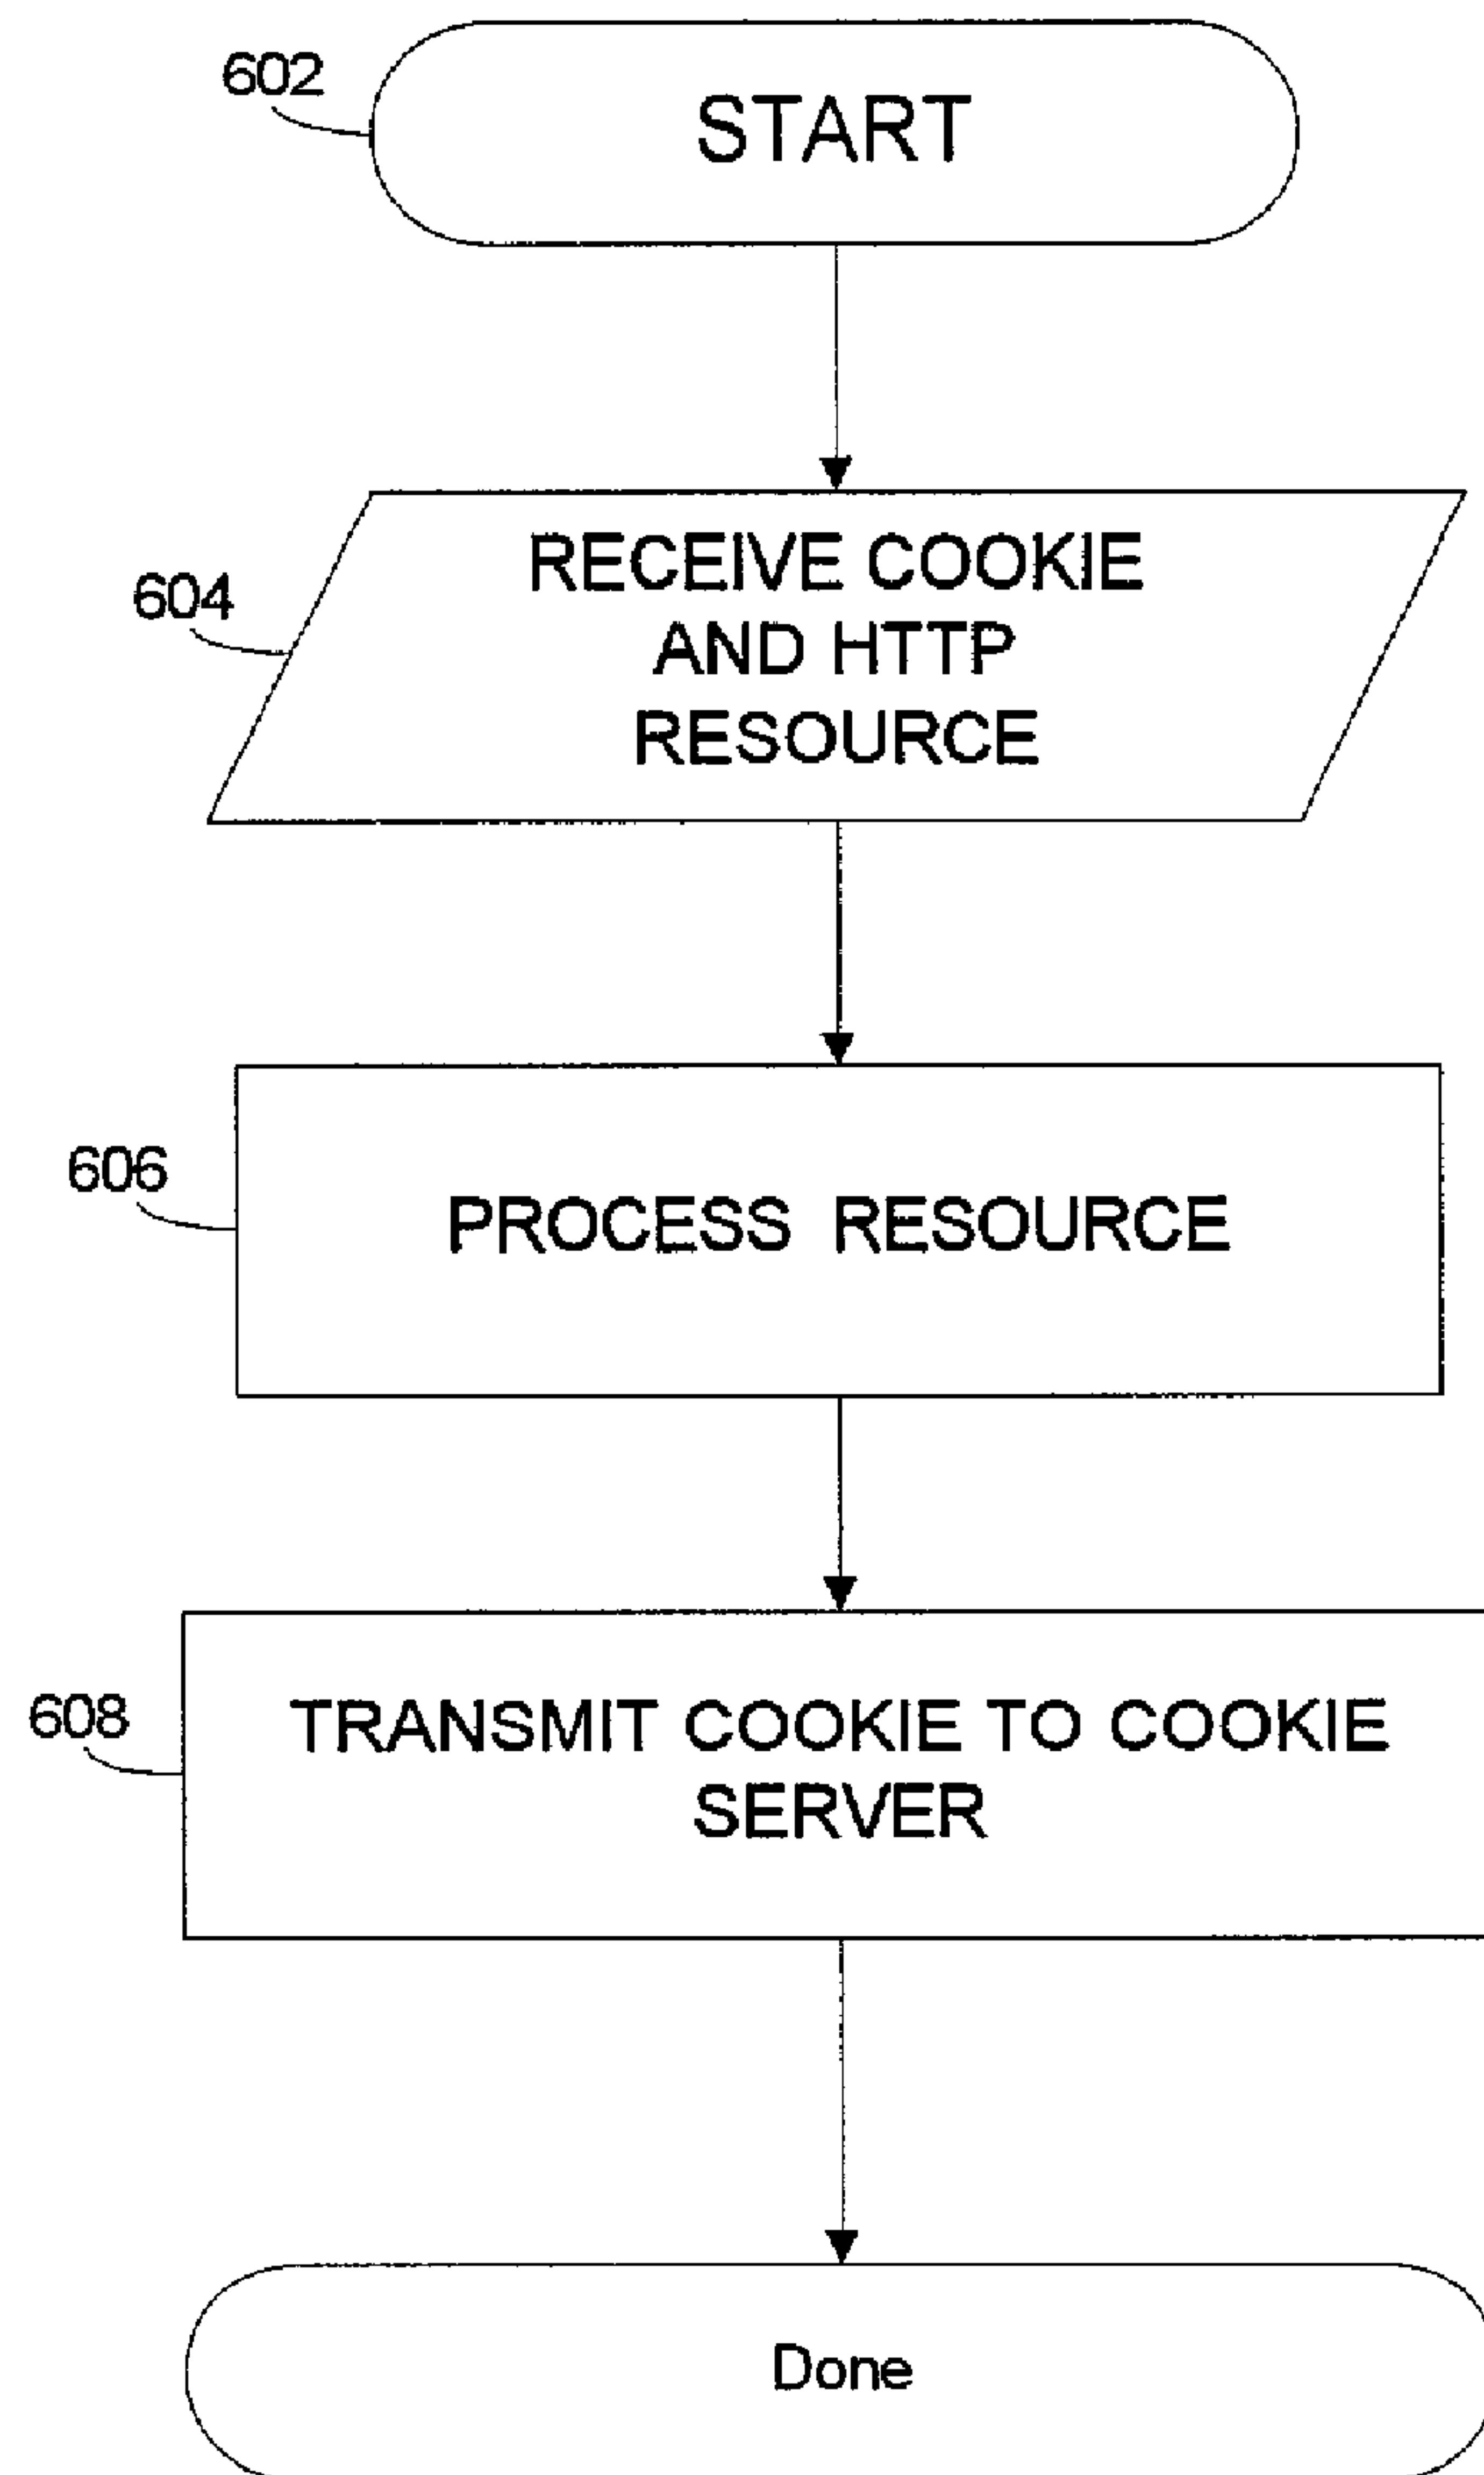 602
START
604
RECEIVE COOKIE
AND HTTP
RESOURCE
606
PROCESS RESOURCE
608
TRANSMIT COOKIE TO COOKIE
SERVER
Done